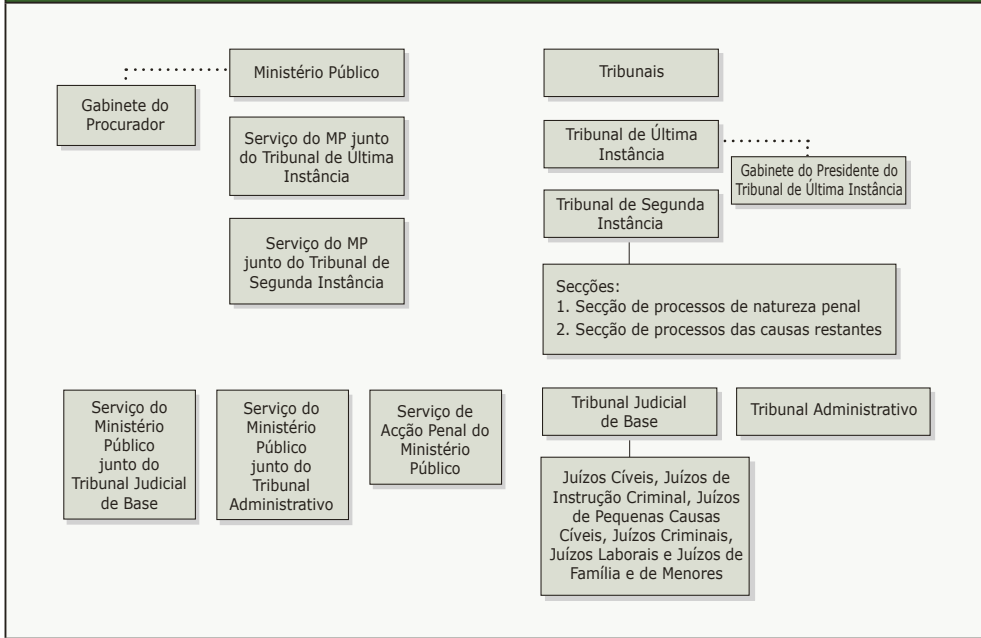 Ministério Público
Gabinete do
Procurador
Serviço do MP junto
do Tribunal de Última
Instância
Serviço do MP
junto do Tribunal de
Segunda Instância
Serviço do
Ministério
Público
junto do
Tribunal Judicial
de Base
Serviço do
Ministério
Público
junto do
Tribunal
Administrativo
Serviço de
Acção Penal do
Ministério
Público
Tribunais
Tribunal de Última
Instância
Gabinete do Presidente do
Tribunal de Última Instância
Tribunal de Segunda
Instância
Secções:
1. Secção de processos de natureza penal
2. Secção de processos das causas restantes
Tribunal Judicial
de Base
Tribunal Administrativo
Juízos Cíveis, Juízos de
Instrução Criminal, Juízos
de Pequenas Causas
Cíveis, Juízos Criminais,
Juízos Laborais e Juízos de
Família e de Menores